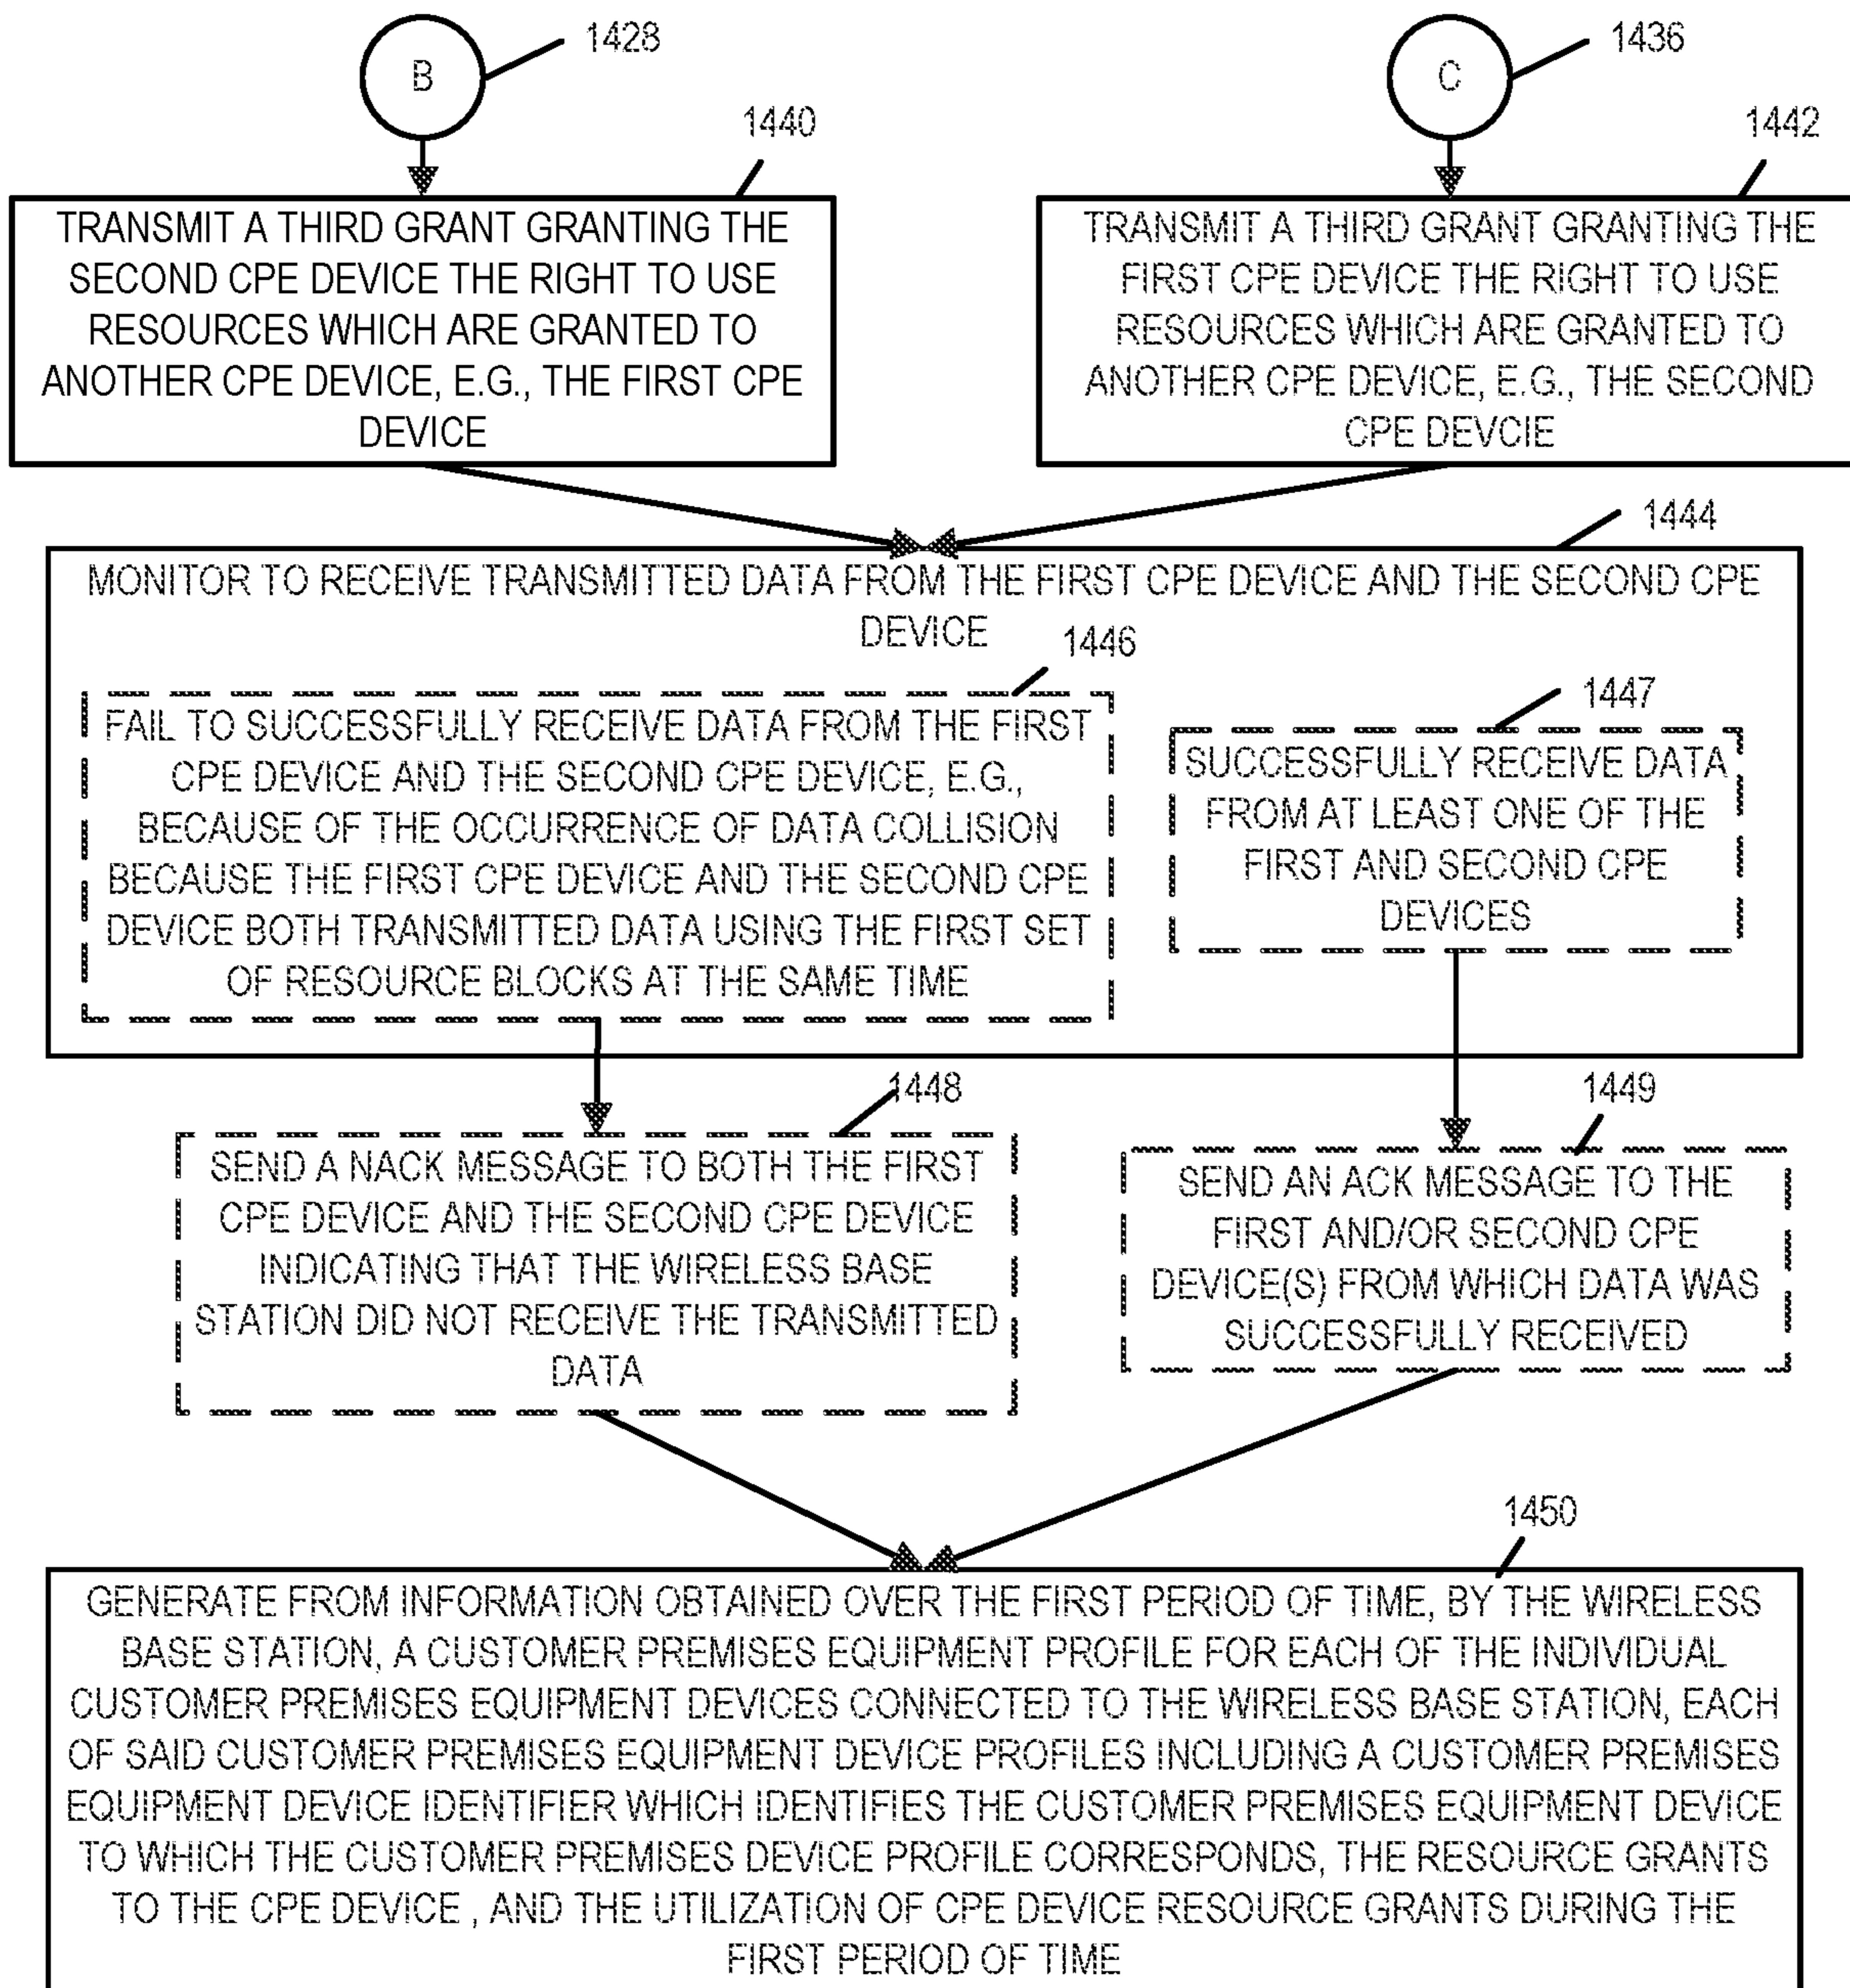 B
1428
C
1436
1440
TRANSMIT A THIRD GRANT GRANTING THE
SECOND CPE DEVICE THE RIGHT TO USE
RESOURCES WHICH ARE GRANTED TO
ANOTHER CPE DEVICE, E.G., THE FIRST CPE
DEVICE
1442
TRANSMIT A THIRD GRANT GRANTING THE
FIRST CPE DEVICE THE RIGHT TO USE
RESOURCES WHICH ARE GRANTED TO
ANOTHER CPE DEVICE, E.G., THE SECOND
CPE DEVCIE
1444
MONITOR TO RECEIVE TRANSMITTED DATA FROM THE FIRST CPE DEVICE AND THE SECOND CPE
DEVICE
1446
FAIL TO SUCCESSFULLY RECEIVE DATA FROM THE FIRST
CPE DEVICE AND THE SECOND CPE DEVICE, E.G.,
BECAUSE OF THE OCCURRENCE OF DATA COLLISION
BECAUSE THE FIRST CPE DEVICE AND THE SECOND CPE
DEVICE BOTH TRANSMITTED DATA USING THE FIRST SET
OF RESOURCE BLOCKS AT THE SAME TIME
1447
SUCCESSFULLY RECEIVE DATA
FROM AT LEAST ONE OF THE
FIRST AND SECOND CPE
DEVICES
1448
SEND A NACK MESSAGE TO BOTH THE FIRST
CPE DEVICE AND THE SECOND CPE DEVICE
INDICATING THAT THE WIRELESS BASE
STATION DID NOT RECEIVE THE TRANSMITTED
DATA
1449
SEND AN ACK MESSAGE TO THE
FIRST AND/OR SECOND CPE
DEVICE(S) FROM WHICH DATA WAS
SUCCESSFULLY RECEIVED
1450
GENERATE FROM INFORMATION OBTAINED OVER THE FIRST PERIOD OF TIME, BY THE WIRELESS
BASE STATION, A CUSTOMER PREMISES EQUIPMENT PROFILE FOR EACH OF THE INDIVIDUAL
CUSTOMER PREMISES EQUIPMENT DEVICES CONNECTED TO THE WIRELESS BASE STATION, EACH
OF SAID CUSTOMER PREMISES EQUIPMENT DEVICE PROFILES INCLUDING A CUSTOMER PREMISES
EQUIPMENT DEVICE IDENTIFIER WHICH IDENTIFIES THE CUSTOMER PREMISES EQUIPMENT DEVICE
TO WHICH THE CUSTOMER PREMISES DEVICE PROFILE CORRESPONDS, THE RESOURCE GRANTS
TO THE CPE DEVICE , AND THE UTILIZATION OF CPE DEVICE RESOURCE GRANTS DURING THE
FIRST PERIOD OF TIME